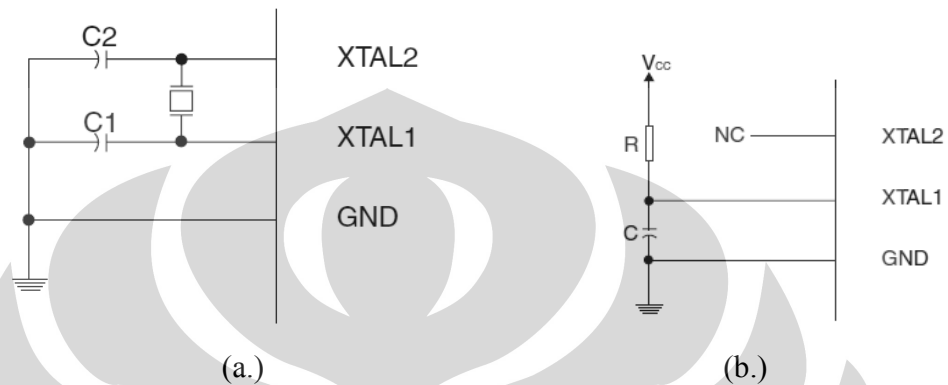 C2
XTAL2
C1
XTAL1
GND
(a.)
Vcc
R
NC
XTAL2
XTAL1
C
GND
(b.)